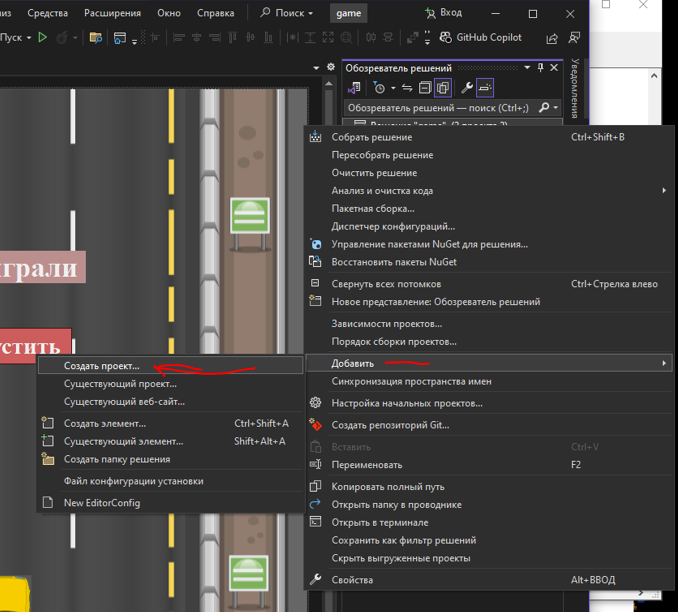 из Средства Расширения Окно Справка Поиск game Вход
Пуск GitHub Copilot
Обозреватель решений
Уведомления
Обозреватель решений — поиск (Ctrl+;)
Решение "game"
Собрать решение Ctrl+Shift+B
Пересобрать решение
Очистить решение
Анализ и очистка кода
Пакетная сборка...
Диспетчер конфигураций...
Управление пакетами NuGet для решения...
Восстановить пакеты NuGet
Свернуть всех потомков Ctrl+Стрелка влево
Новое представление: Обозреватель решений
Зависимости проектов...
Порядок сборки проектов...
Добавить
Синхронизация пространства имен
Настройка начальных проектов...
Создать репозиторий Git...
Вставить Ctrl+V
Переименовать F2
Копировать полный путь
Открыть папку в проводнике
Открыть в терминале
Сохранить как фильтр решений
Скрыть выгруженные проекты
Свойства Alt+ВВОД
играли
устить
Создать проект...
Существующий проект...
Существующий веб-сайт...
Создать элемент... Ctrl+Shift+A
Существующий элемент... Shift+Alt+A
Создать папку решения
Файл конфигурации установки
New EditorConfig